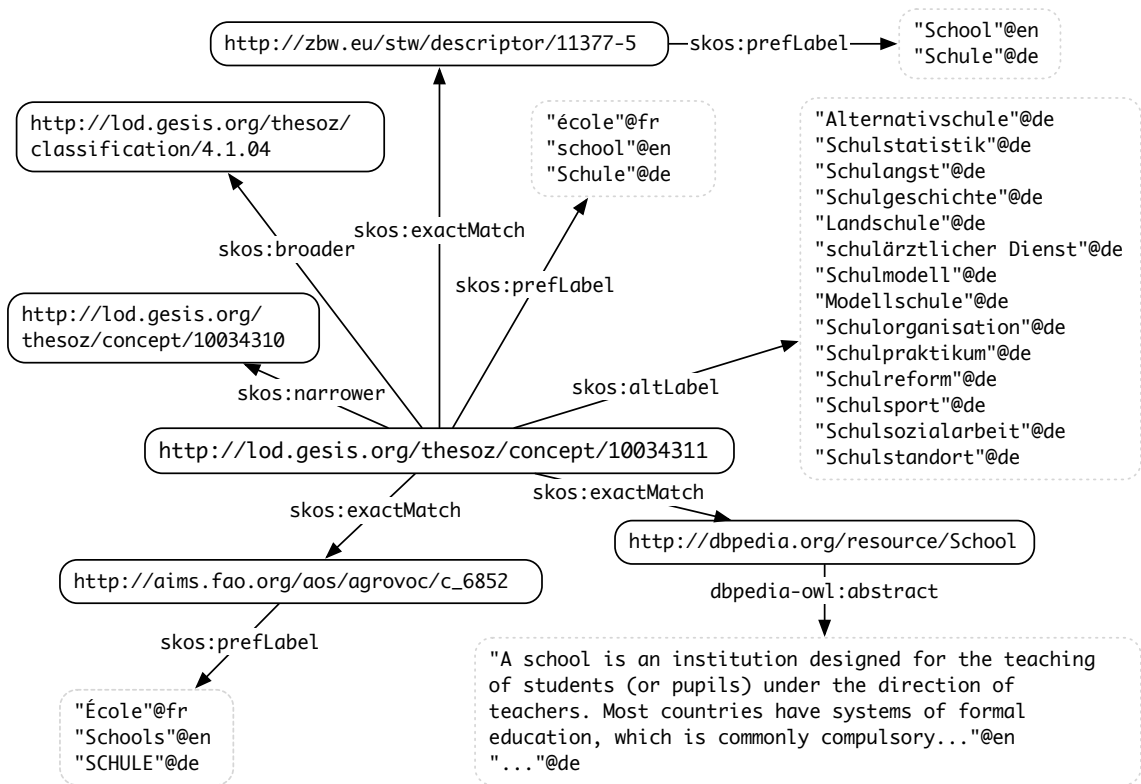 http://zbw.eu/stw/descriptor/11377-5
skos:prefLabel
"School"@en
"Schule"@de
http://lod.gesis.org/thesoz/
classification/4.1.04
"école"@fr
"school"@en
"Schule"@de
"Alternativschule"@de
"Schulstatistik"@de
"Schulangst"@de
"Schulgeschichte"@de
"Landschule"@de
"schulärztlicher Dienst"@de
"Schulmodell"@de
"Modellschule"@de
"Schulorganisation"@de
"Schulpraktikum"@de
"Schulreform"@de
"Schulsport"@de
"Schulsozialarbeit"@de
"Schulstandort"@de
skos:exactMatch
skos:broader
skos:prefLabel
http://lod.gesis.org/
thesoz/concept/10034310
skos:narrower
skos:altLabel
http://lod.gesis.org/thesoz/concept/10034311
skos:exactMatch
skos:exactMatch
http://dbpedia.org/resource/School
http://aims.fao.org/aos/agrovoc/c_6852
dbpedia-owl:abstract
skos:prefLabel
"A school is an institution designed for the teaching
of students (or pupils) under the direction of
teachers. Most countries have systems of formal
education, which is commonly compulsory..."@en
"..."@de
"École"@fr
"Schools"@en
"SCHULE"@de